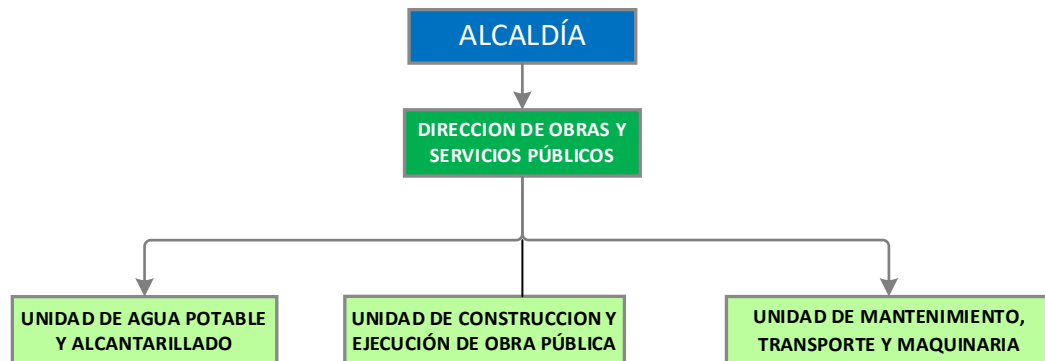 ALCALDÍA
DIRECCION DE OBRAS Y
SERVICIOS PÚBLICOS
UNIDAD DE AGUA POTABLE
Y ALCANTARILLADO
UNIDAD DE CONSTRUCCION Y
EJECUCIÓN DE OBRA PÚBLICA
UNIDAD DE MANTENIMIENTO,
TRANSPORTE Y MAQUINARIA